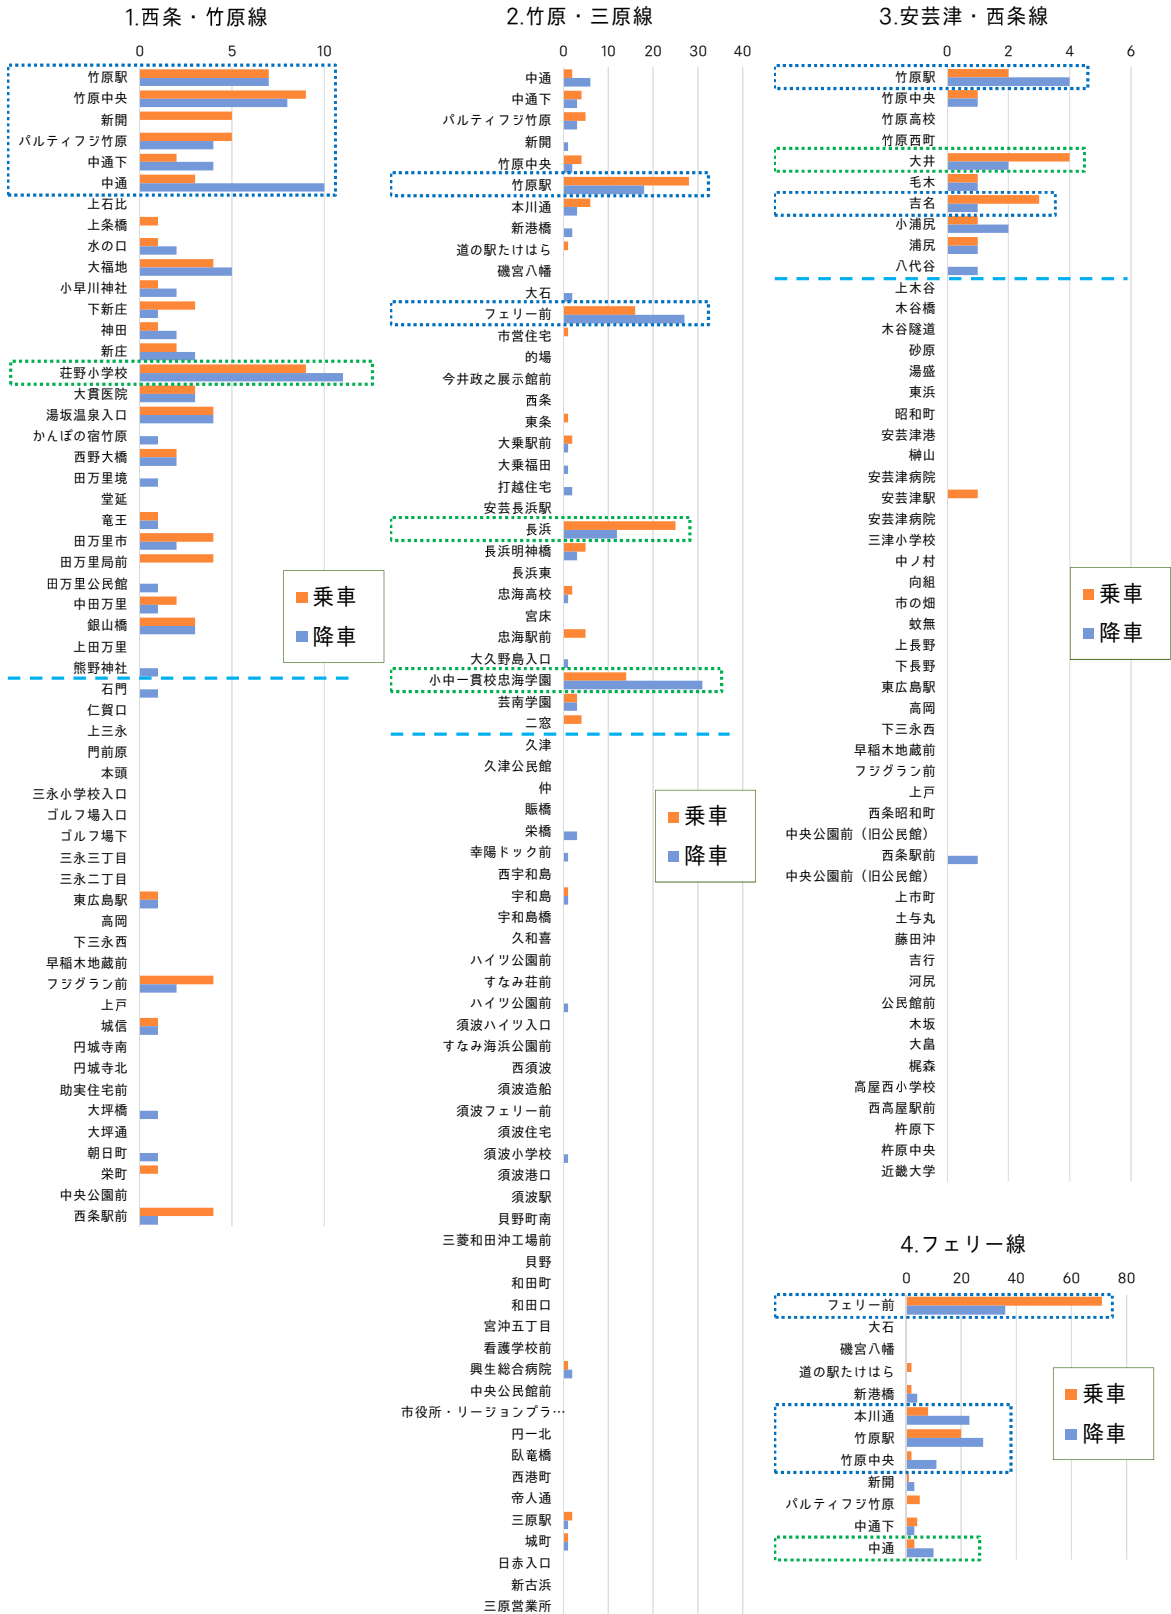 1.西条・竹原線
0 5 10
竹原駅
竹原中央
新開
パルティフジ竹原
中通下
中通
上石比
上条橋
水の口
大福地
小早川神社
下新庄
神田
新庄
荘野小学校
大貫医院
湯坂温泉入口
かんぽの宿竹原
西野大橋
田万里境
堂延
竜王
田万里市
田万里局前
田万里公民館
中田万里
銀山橋
上田万里
熊野神社
石門
仁賀口
上三永
門前原
本頭
三永小学校入口
ゴルフ場入口
ゴルフ場下
三永三丁目
三永二丁目
東広島駅
高岡
下三永西
早稲木地蔵前
フジグラン前
上戸
城信
円城寺南
円城寺北
助実住宅前
大坪橋
大坪通
朝日町
栄町
中央公園前
西条駅前
乗車
降車
2.竹原・三原線
0 10 20 30 40
中通
中通下
パルティフジ竹原
新開
竹原中央
竹原駅
本川通
新港橋
道の駅たけはら
磯宮八幡
大石
フェリー前
市営住宅
的場
今井政之展示館前
西条
東条
大乗駅前
大乗福田
打越住宅
安芸長浜駅
長浜
長浜明神橋
長浜東
忠海高校
宮床
忠海駅前
大久野島入口
小中一貫校忠海学園
芸南学園
二窓
久津
久津公民館
仲
賑橋
栄橋
幸陽ドック前
西宇和島
宇和島
宇和島橋
久和喜
ハイツ公園前
すなみ荘前
ハイツ公園前
須波ハイツ入口
すなみ海浜公園前
西須波
須波造船
須波フェリー前
須波住宅
須波小学校
須波港口
須波駅
貝野町南
三菱和田沖工場前
貝野
和田町
和田口
宮沖五丁目
看護学校前
興生総合病院
中央公民館前
市役所・リージョンプラ…
円一北
臥竜橋
西港町
帝人通
三原駅
城町
日赤入口
新古浜
三原営業所
乗車
降車
3.安芸津・西条線
0 2 4 6
竹原駅
竹原中央
竹原高校
竹原西町
大井
毛木
吉名
小浦尻
浦尻
八代谷
上木谷
木谷橋
木谷隧道
砂原
湯盛
東浜
昭和町
安芸津港
榊山
安芸津病院
安芸津駅
安芸津病院
三津小学校
中ノ村
向組
市の畑
蚊無
上長野
下長野
東広島駅
高岡
下三永西
早稲木地蔵前
フジグラン前
上戸
西条昭和町
中央公園前（旧公民館）
西条駅前
中央公園前（旧公民館）
上市町
土与丸
藤田沖
吉行
河尻
公民館前
木坂
大畠
梶森
高屋西小学校
西高屋駅前
杵原下
杵原中央
近畿大学
乗車
降車
4.フェリー線
0 20 40 60 80
フェリー前
大石
磯宮八幡
道の駅たけはら
新港橋
本川通
竹原駅
竹原中央
新開
パルティフジ竹原
中通下
中通
乗車
降車